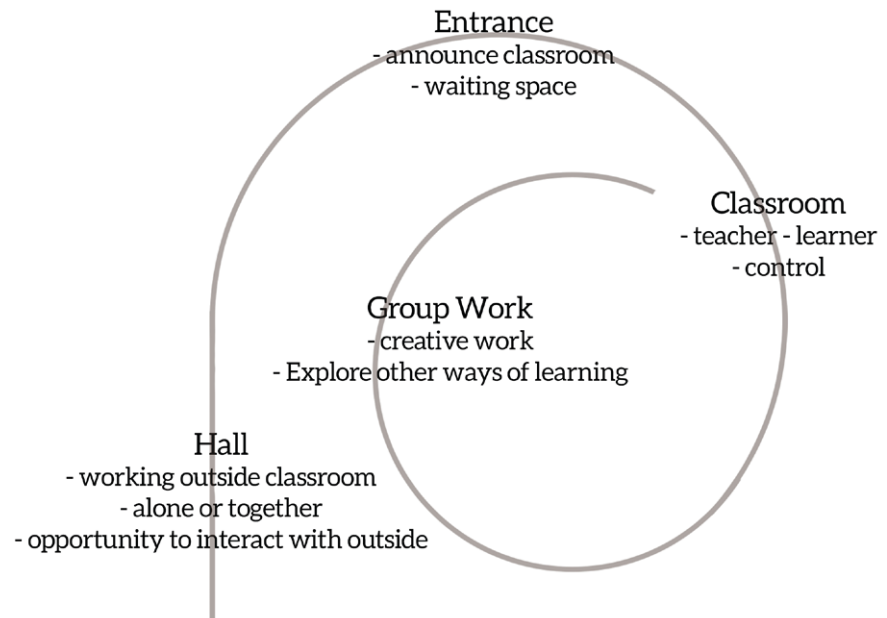 Entrance
- announce classroom
- waiting space
Classroom
- teacher - learner
- control
Group Work
- creative work
- Explore other ways of learning
Hall
- working outside classroom
- alone or together
- opportunity to interact with outside